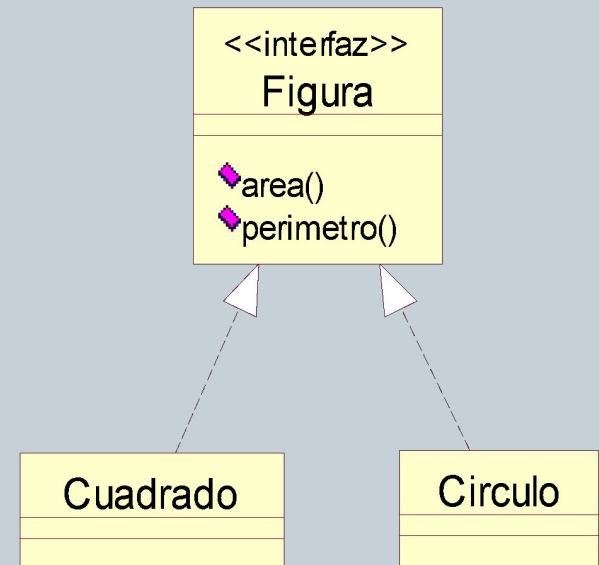 <<interfaz>>
Figura
area()
perimetro()
Cuadrado
Circulo